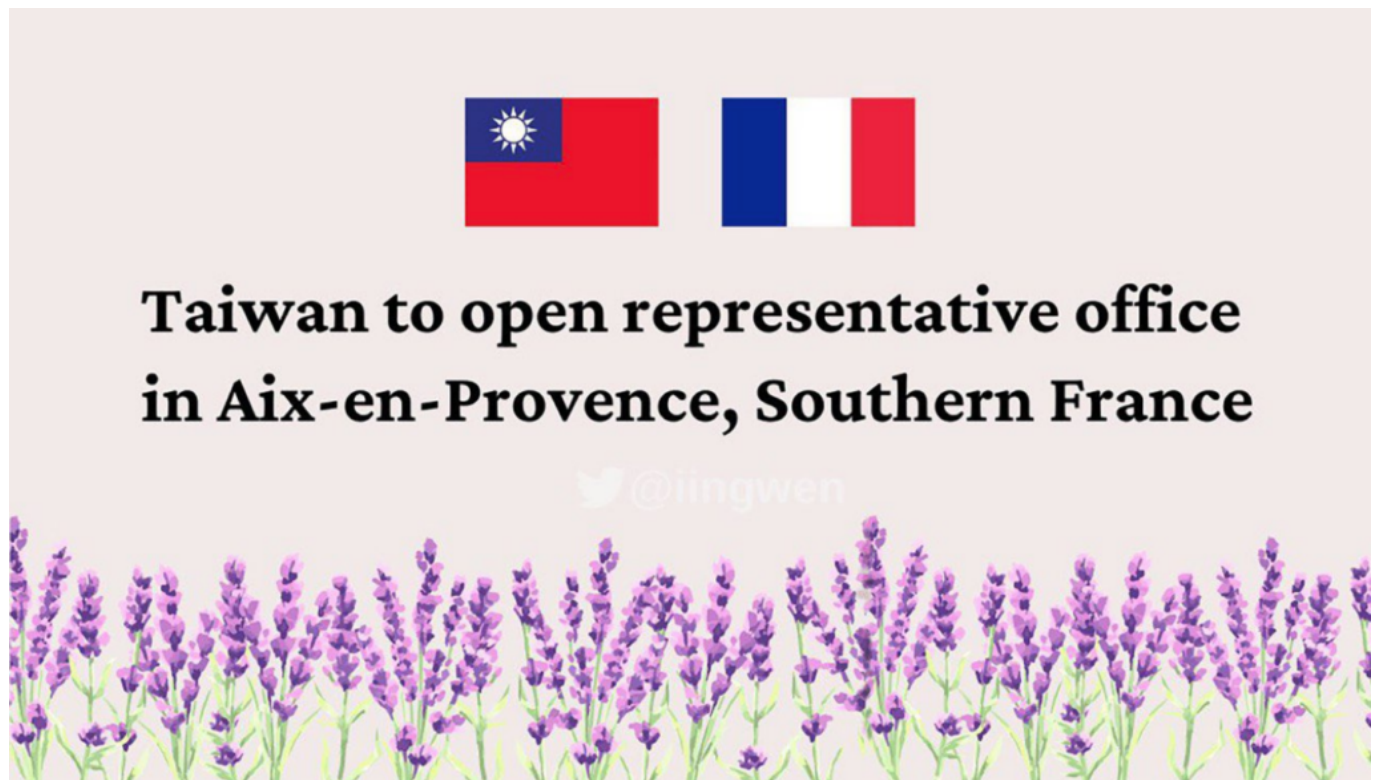 Taiwan to open representative office
in Aix-en-Provence, Southern France
@iingwen